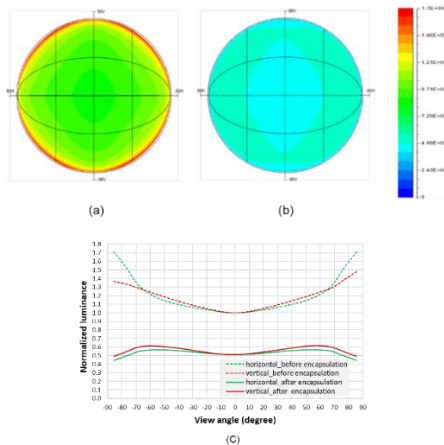 (a)
(b)
Normalized luminance
1.8
1.7
1.6
1.5
1.4
1.3
1.2
1.1
1.0
0.9
0.8
0.7
0.6
0.5
0.4
0.3
0.2
0.1
0.0
-90 -80 -70 -60 -50 -40 -30 -20 -10 0 10 20 30 40 50 60 70 80 90
horizontal_before encapsulation
vertical_before encapsulation
horizontal_after encapsulation
vertical_after encapsulation
View angle (degree)
(c)